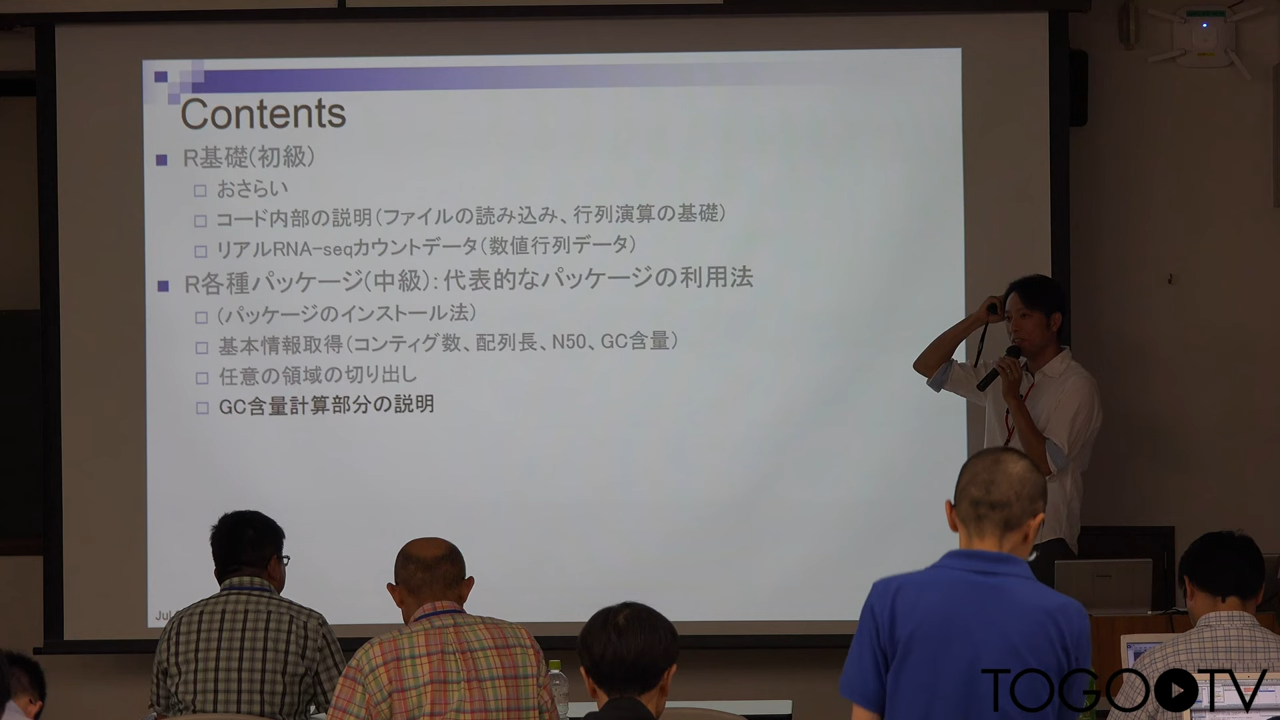 Contents
R基礎(初級)
おさらい
コード内部の説明(ファイルの読み込み、行列演算の基礎)
リアルRNA-seqカウントデータ(数値行列データ)
R各種パッケージ(中級):代表的なパッケージの利用法
(パッケージのインストール法)
基本情報取得(コンティグ数、配列長、N50、GC含量)
任意の領域の切り出し
GC含量計算部分の説明
TOGO TV